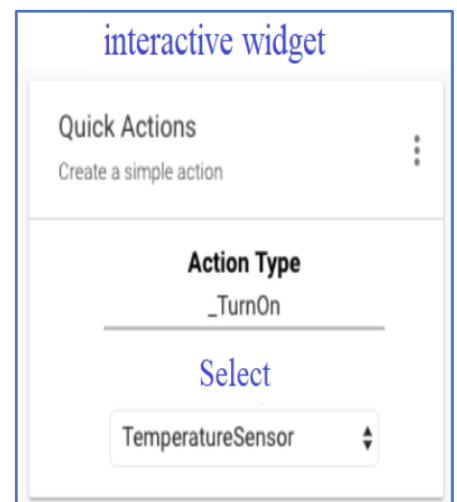 interactive widget
Quick Actions
Create a simple action
Action Type
_TurnOn
Select
TemperatureSensor